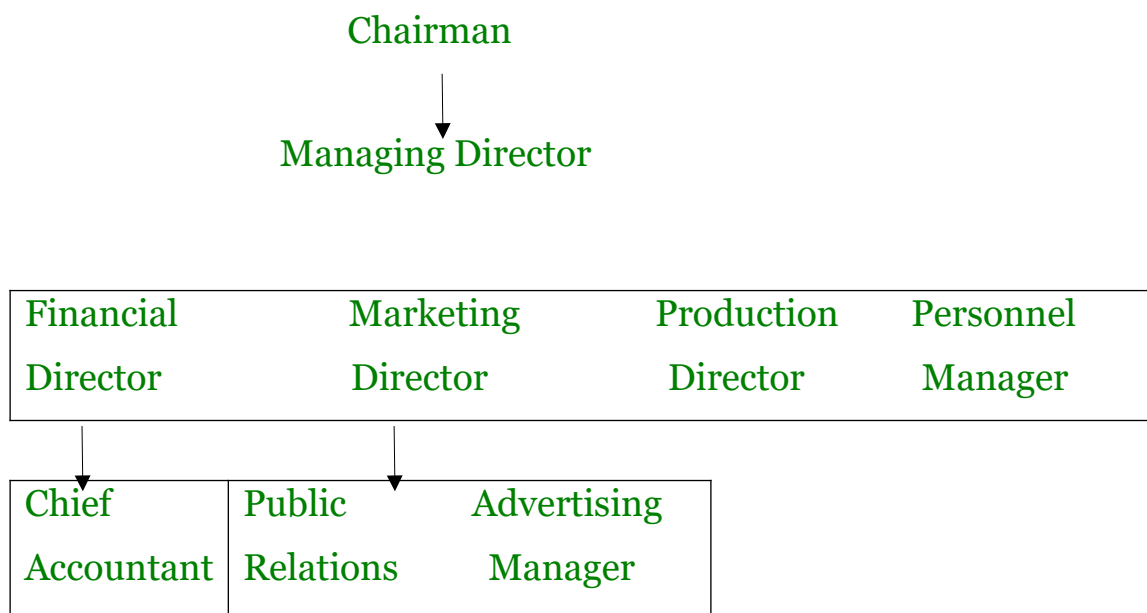 Chairman
Managing Director
Financial Marketing Production Personnel
Director Director Director Manager
Chief Public Advertising
Accountant Relations Manager